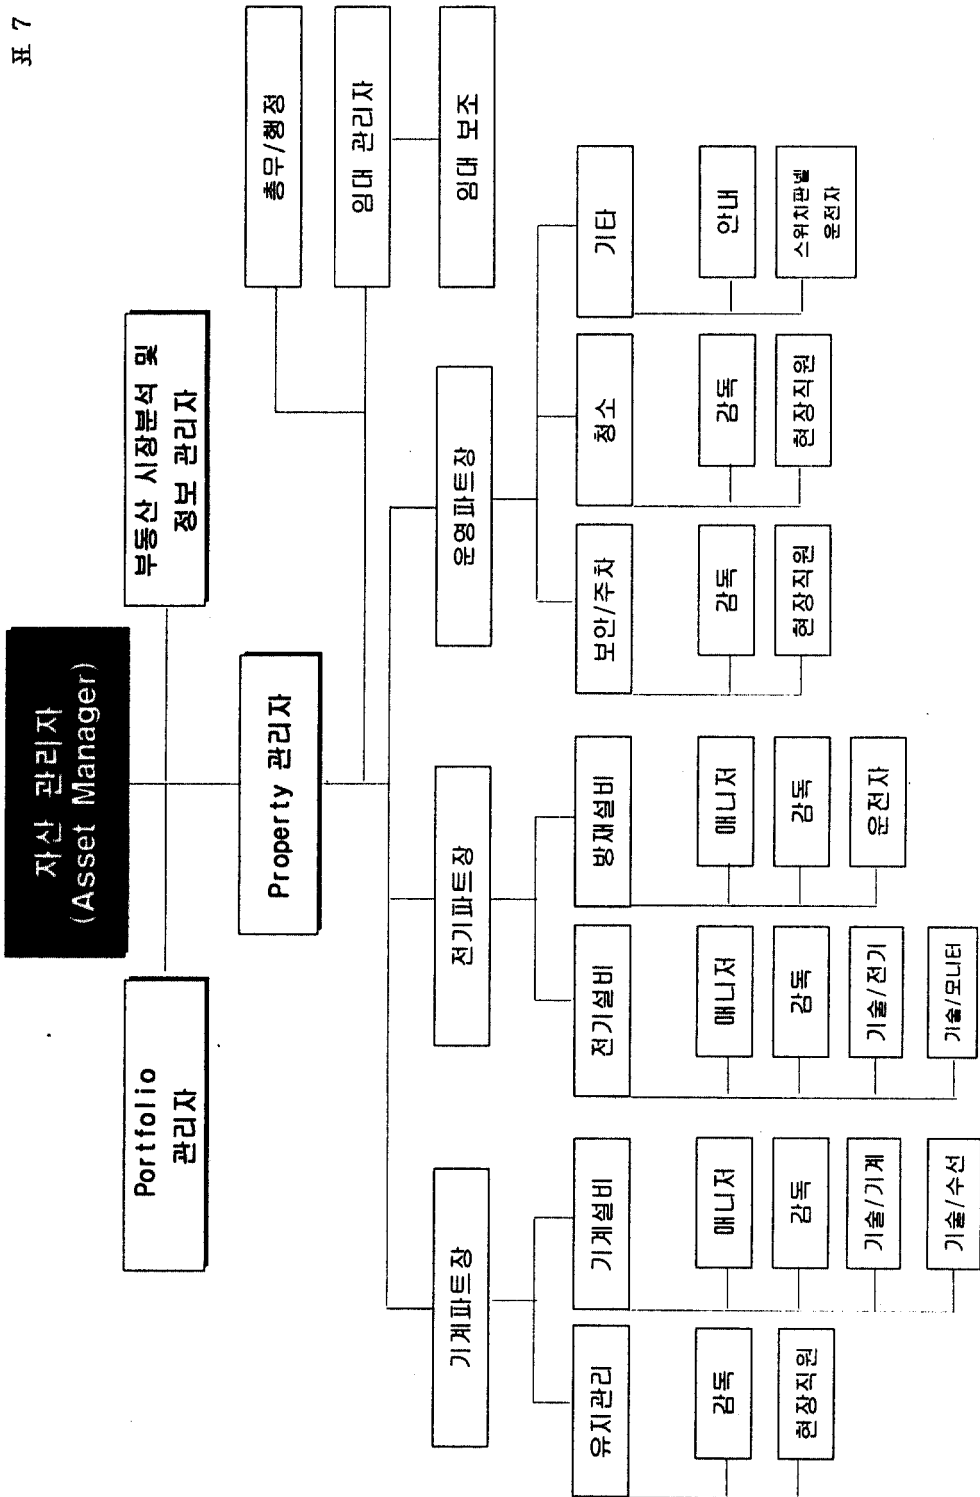 표 7
자산 관리자
(Asset Manager)
Portfolio
관리자
부동산 시장분석 및
정보 관리자
Property 관리자
총무/행정
임대 관리자
임대 보조
기계파트장
전기파트장
운영파트장
유지관리
기계설비
전기설비
방재설비
보안/주차
청소
기타
감독
현장직원
매니저
감독
기술/기계
기술/수선
매니저
감독
기술/전기
기술/모니터
매니저
감독
운전자
감독
현장직원
감독
현장직원
안내
스위치판넬
운전자